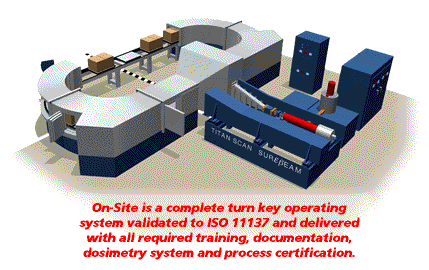 TITAN SCAN SUREβEAM
On-Site is a complete turn key operating
system validated to ISO 11137 and delivered
with all required training, documentation,
dosimetry system and process certification.